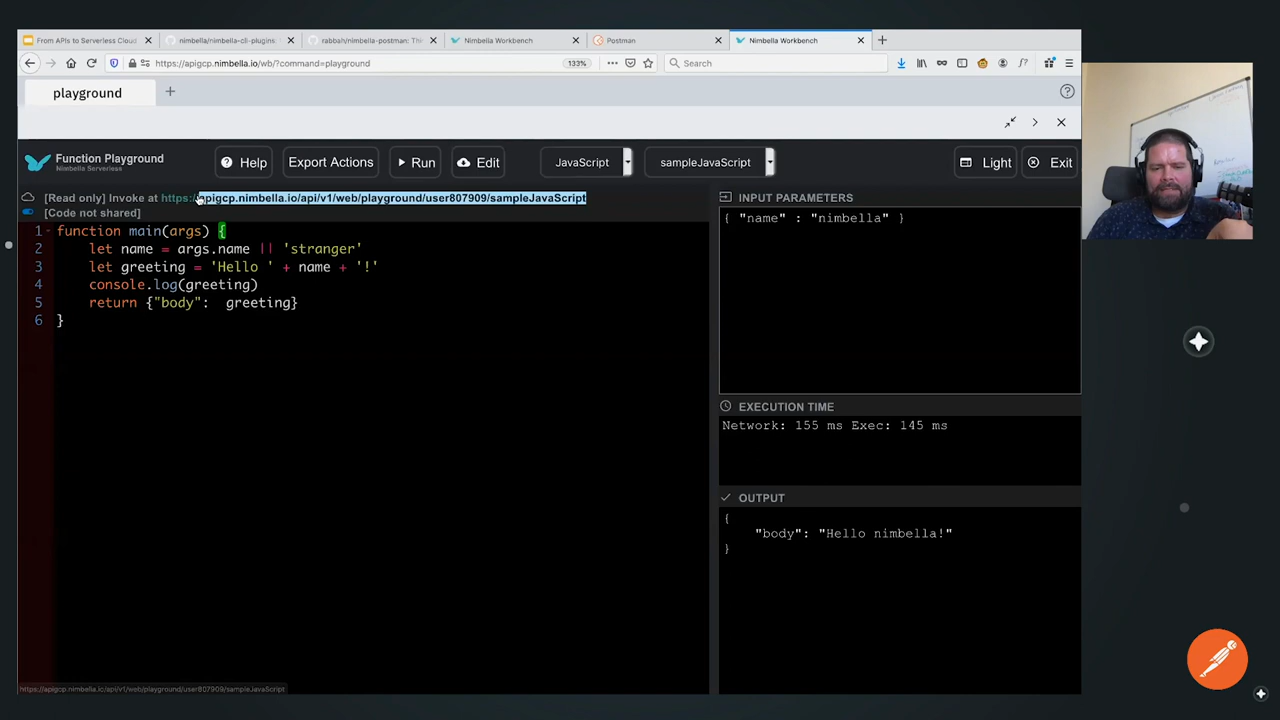 From APIs to Serverless Cloud
nimbella/nimbella-cli-plugins:
rabbah/nimbella-postman: Thi
Nimbella Workbench
Postman
Nimbella Workbench
https://apigcp.nimbella.io/wb/?command=playground
133%
Search
playground
Function Playground
Nimbella Serverless
Help
Export Actions
Run
Edit
JavaScript
sampleJavaScript
Light
Exit
[Read only] Invoke at https://apigcp.nimbella.io/api/v1/web/playground/user807909/sampleJavaScript
[Code not shared]
1 function main(args) {
2 let name = args.name || 'stranger'
3 let greeting = 'Hello ' + name + '!'
4 console.log(greeting)
5 return {"body":  greeting}
6 }
INPUT PARAMETERS
{ "name" : "nimbella" }
EXECUTION TIME
Network: 155 ms Exec: 145 ms
OUTPUT
{
"body": "Hello nimbella!"
}
https://apigcp.nimbella.io/api/v1/web/playground/user807909/sampleJavaScript